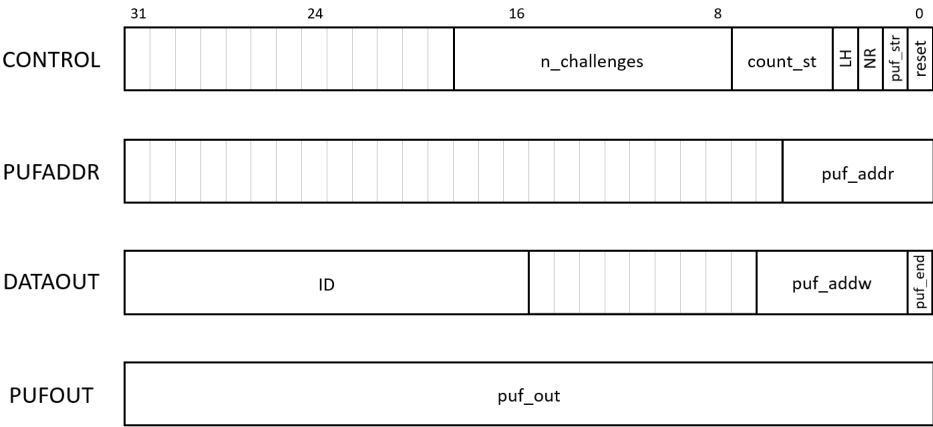 31 24 16 8 0
CONTROL n_challenges count_st LH NR puf_str reset
PUFADDR puf_addr
DATAOUT ID puf_addw puf_end
PUFOUT puf_out